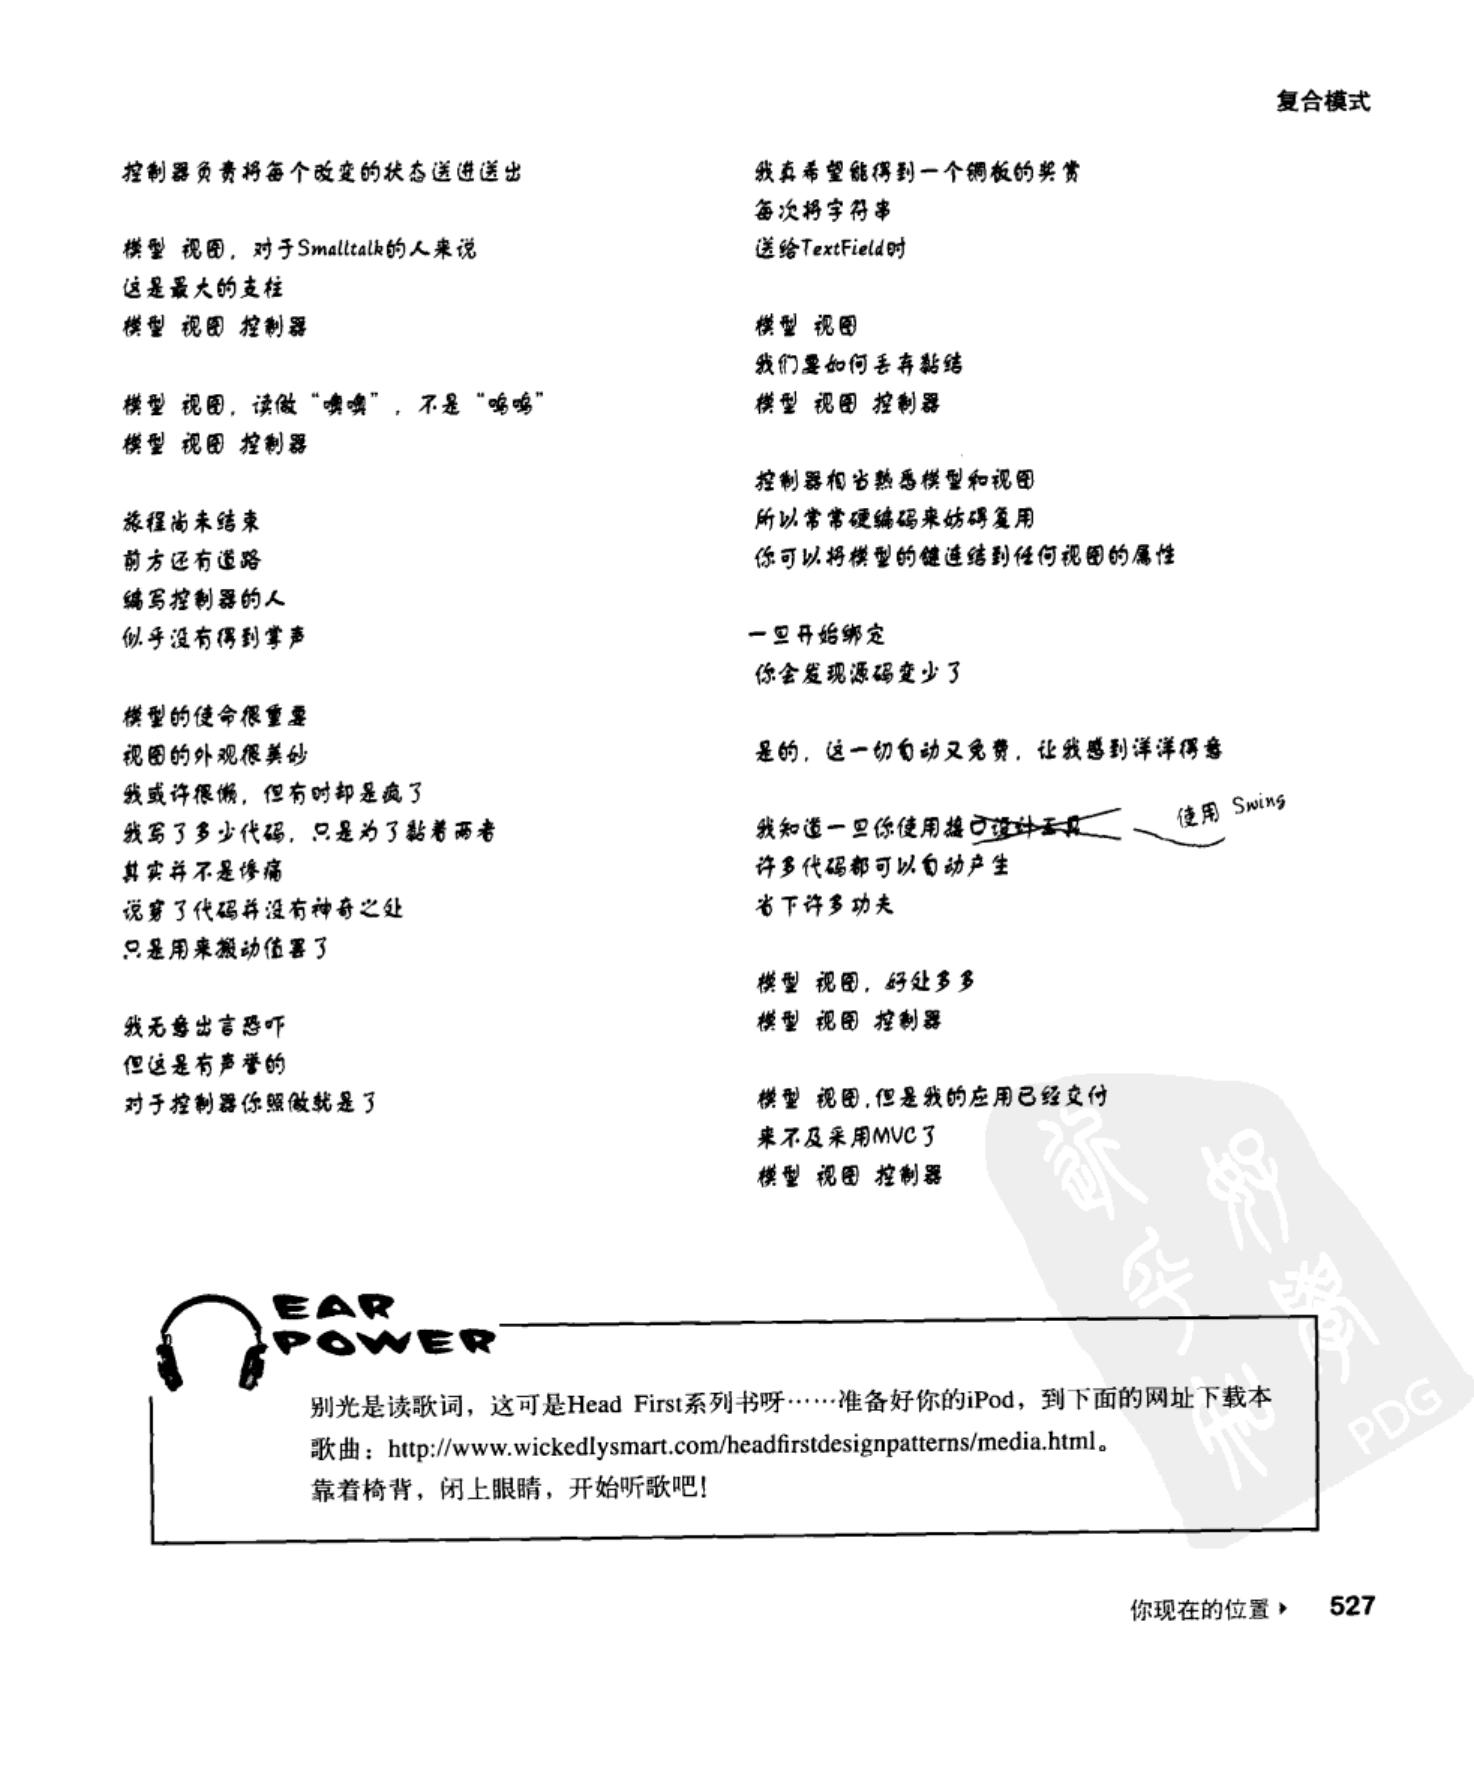 复合模式
控制器负责将每个改变的状态送进送出
模型 视图，对于Smalltalk的人来说
这是最大的支柱
模型 视图 控制器
模型 视图，读做“噢噢”，不是“呜呜”
模型 视图 控制器
旅程尚未结束
前方还有道路
编写控制器的人
似乎没有得到掌声
模型的使命很重要
视图的外观很美妙
我或许很懒，但有时却是疯了
我写了多少代码，只是为了黏着两者
其实并不是惨痛
说穿了代码并没有神奇之处
只是用来搬动值罢了
我无意出言恐吓
但这是有声誉的
对于控制器你照做就是了
我真希望能得到一个铜板的奖赏
每次将字符串
送给TextField时
模型 视图
我们要如何丢弃黏结
模型 视图 控制器
控制器相当熟悉模型和视图
所以常常硬编码来妨碍复用
你可以将模型的键连结到任何视图的属性
一旦开始绑定
你会发现源码变少了
是的，这一切自动又免费，让我感到洋洋得意
我知道一旦你使用接口设计工具 使用 Swing
许多代码都可以自动产生
省下许多功夫
模型 视图，好处多多
模型 视图 控制器
模型 视图，但是我的应用已经交付
来不及采用MVC了
模型 视图 控制器
EAR
POWER
别光是读歌词，这可是Head First系列书呀……准备好你的iPod，到下面的网址下载本
歌曲：http://www.wickedlysmart.com/headfirstdesignpatterns/media.html。
靠着椅背，闭上眼睛，开始听歌吧！
PDG
你现在的位置▸ 527